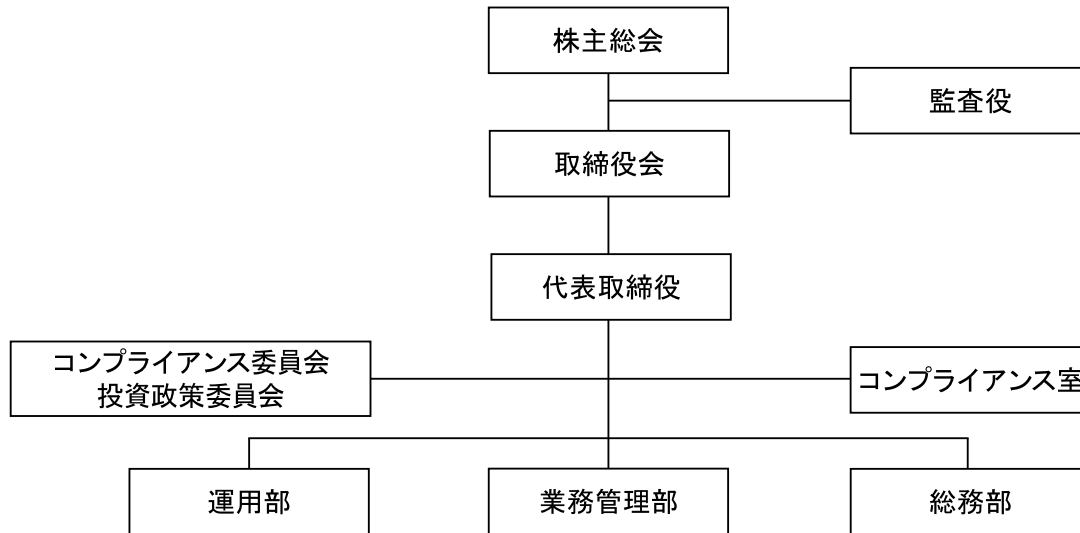 株主総会
監査役
取締役会
代表取締役
コンプライアンス委員会
投資政策委員会
コンプライアンス室
運用部
業務管理部
総務部